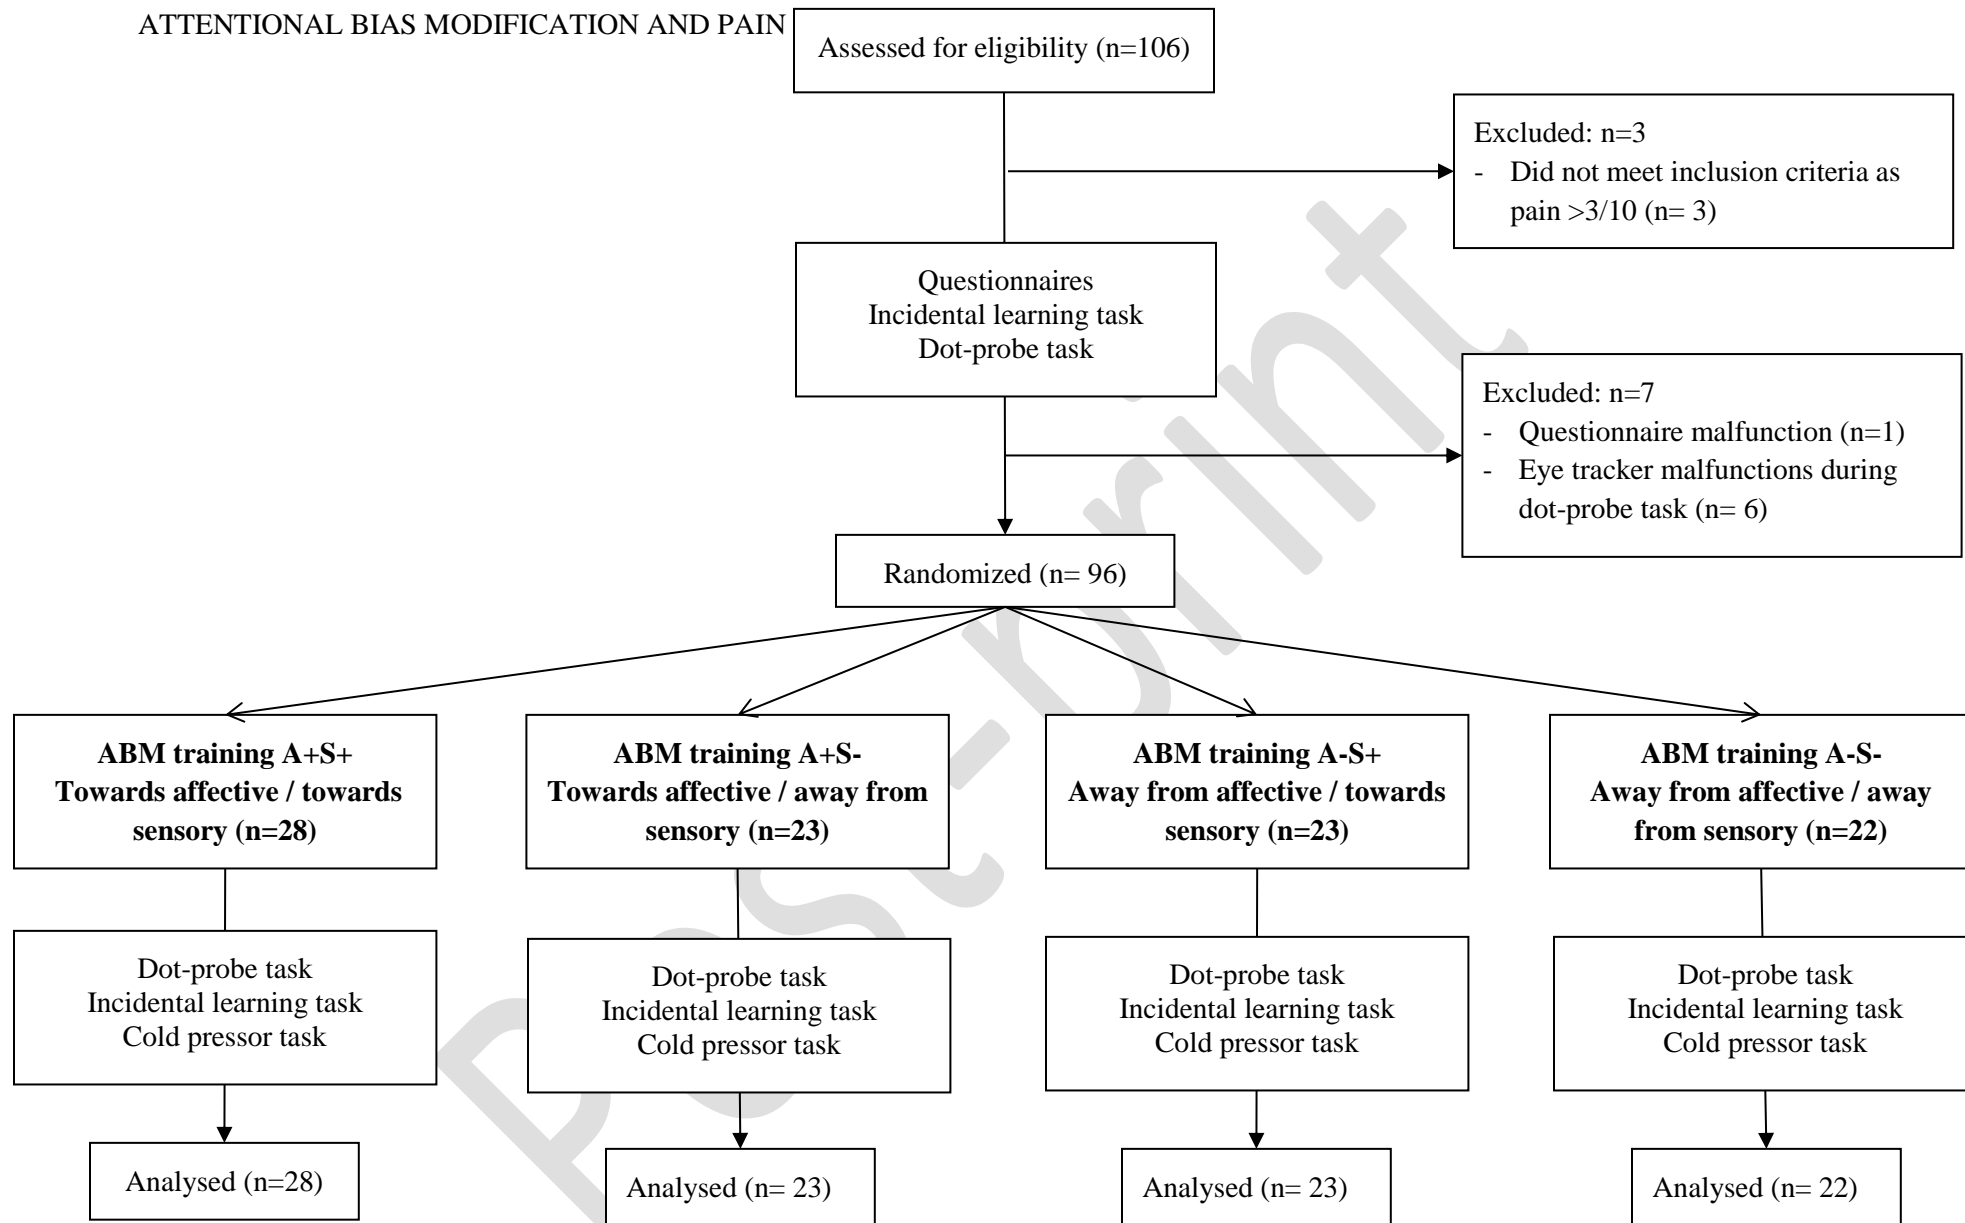 ATTENTIONAL BIAS MODIFICATION AND PAIN
Assessed for eligibility (n=106)
Excluded: n=3
- Did not meet inclusion criteria as
pain >3/10 (n= 3)
Questionnaires
Incidental learning task
Dot-probe task
Excluded: n=7
- Questionnaire malfunction (n=1)
- Eye tracker malfunctions during
dot-probe task (n= 6)
Randomized (n= 96)
ABM training A+S+
Towards affective / towards
sensory (n=28)
ABM training A+S-
Towards affective / away from
sensory (n=23)
ABM training A-S+
Away from affective / towards
sensory (n=23)
ABM training A-S-
Away from affective / away
from sensory (n=22)
Dot-probe task
Incidental learning task
Cold pressor task
Dot-probe task
Incidental learning task
Cold pressor task
Dot-probe task
Incidental learning task
Cold pressor task
Dot-probe task
Incidental learning task
Cold pressor task
Analysed (n=28)
Analysed (n= 23)
Analysed (n= 23)
Analysed (n= 22)
Post-print